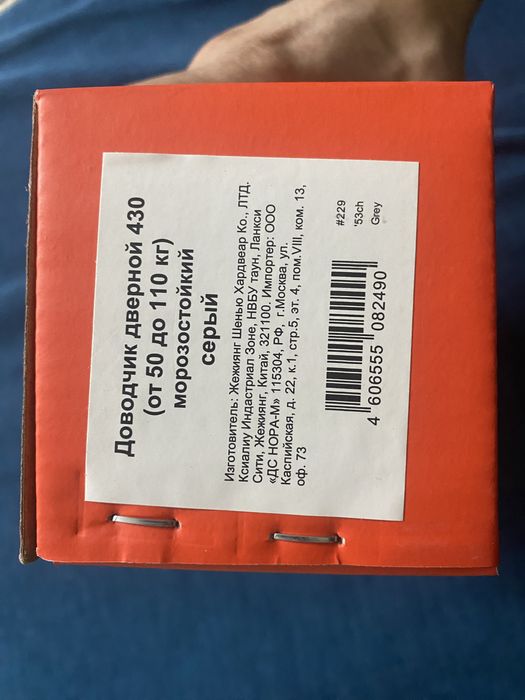 Доводчик дверной 430
(от 50 до 110 кг)
морозостойкий
серый
Изготовитель: Жежиянг Шенью Хардвеар Ко., ЛТД.
Ксиалиу Индастриал Зоне, НВБУ таун, Ланкси
Сити, Жежиянг, Китай, 321100. Импортер: ООО
«ДС НОРА-М» 115304, РФ, г.Москва, ул.
Каспийская, д. 22, к.1, стр.5, эт. 4, пом.VIII, ком. 13,
оф. 73
#229
'53ch
Grey
4 606555 082490